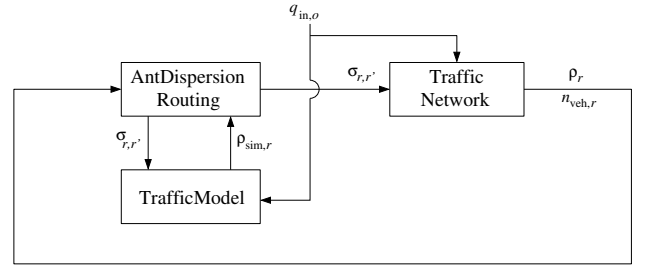 q_in,o
AntDispersion
Routing
σ_r,r'
Traffic
Network
ρ_r
n_veh,r
σ_r,r'
ρ_sim,r
TrafficModel